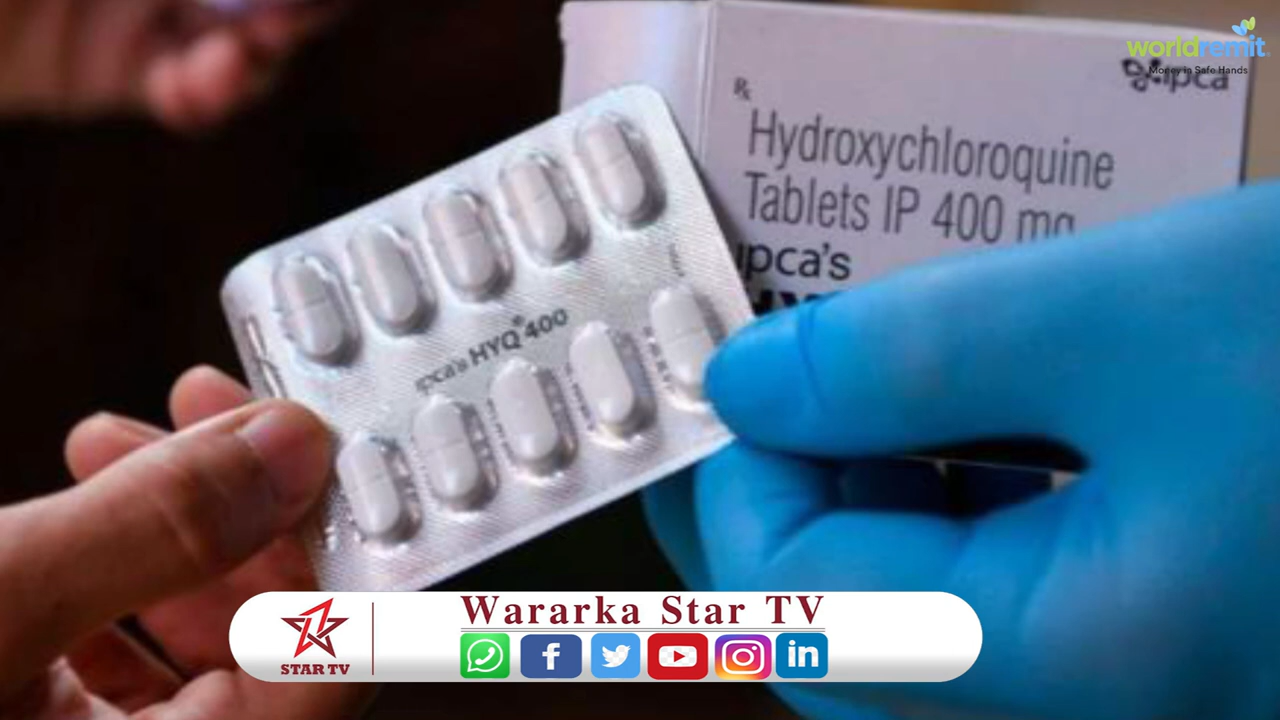 worldremit
Money in Safe Hands
ipca
Rx
Hydroxychloroquine
Tablets IP 400 mg
ipca's
ipca's HYQ® 400
Wararka Star TV
STAR TV